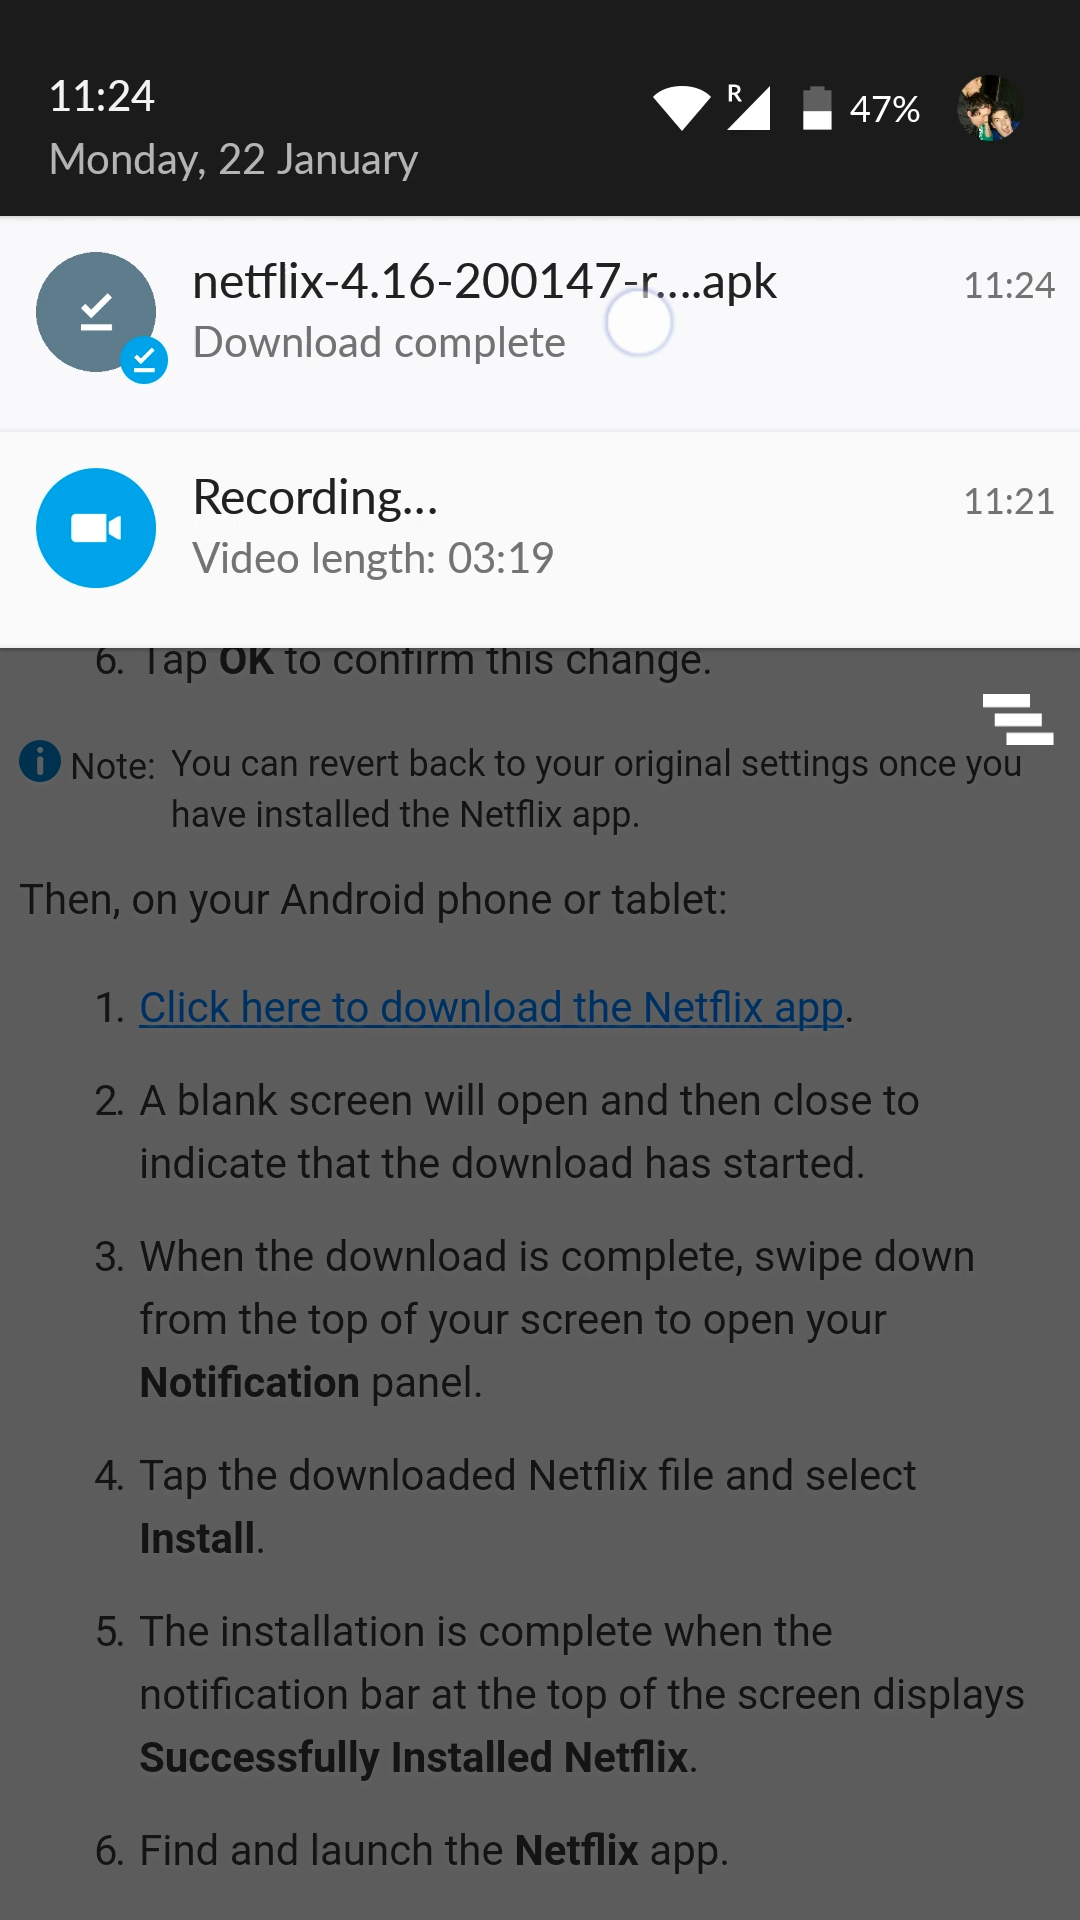 11:24
R
47%
Monday, 22 January
netflix-4.16-200147-r....apk
11:24
Download complete
Recording...
11:21
Video length: 03:19
6. Tap OK to confirm this change.
Note: You can revert back to your original settings once you
have installed the Netflix app.
Then, on your Android phone or tablet:
1. Click here to download the Netflix app.
2. A blank screen will open and then close to
indicate that the download has started.
3. When the download is complete, swipe down
from the top of your screen to open your
Notification panel.
4. Tap the downloaded Netflix file and select
Install.
5. The installation is complete when the
notification bar at the top of the screen displays
Successfully Installed Netflix.
6. Find and launch the Netflix app.